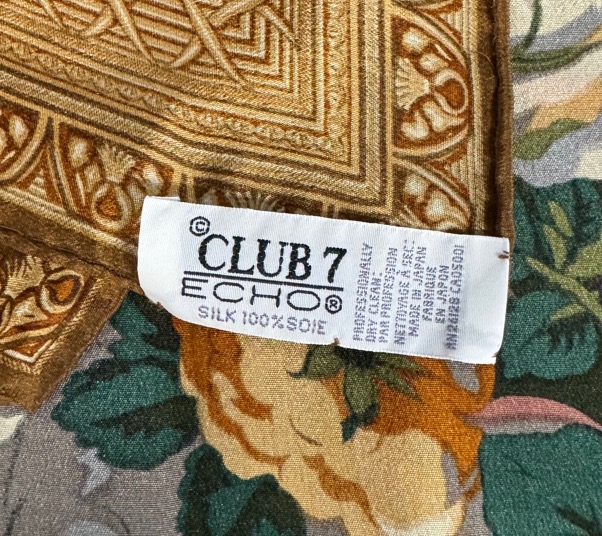 © CLUB 7
ECHO®
SILK 100% SOIE
PROFESSIONALLY
DRY CLEAN
PAR PROFESSION
NETTOYAGE À SEC
MADE IN JAPAN
FABRIQUE
EN JAPON
RN26128 CA05001